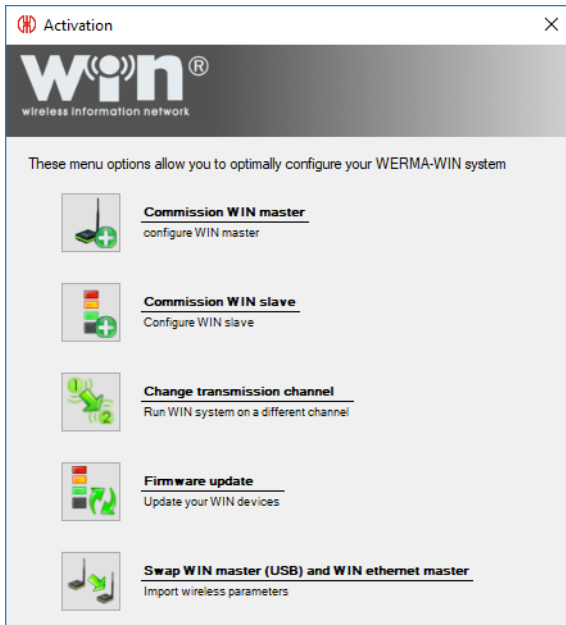 Activation
WIN®
wireless information network
These menu options allow you to optimally configure your WERMA-WIN system
Commission WIN master
configure WIN master
Commission WIN slave
Configure WIN slave
1
2
Change transmission channel
Run WIN system on a different channel
Firmware update
Update your WIN devices
Swap WIN master (USB) and WIN ethernet master
Import wireless parameters